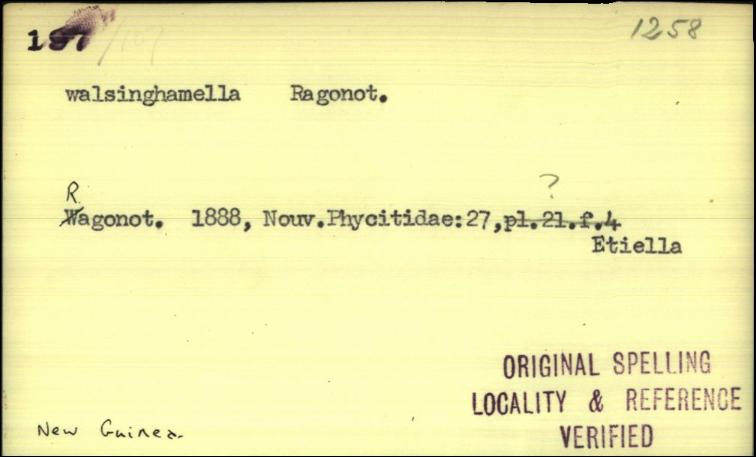 197 1258
walsinghamella Ragonot.
?
R
Wagonot. 1888, Nouv.Phycitidae:27,pl.21.f.4
Etiella
ORIGINAL SPELLING
LOCALITY & REFERENCE
VERIFIED
New Guinea.